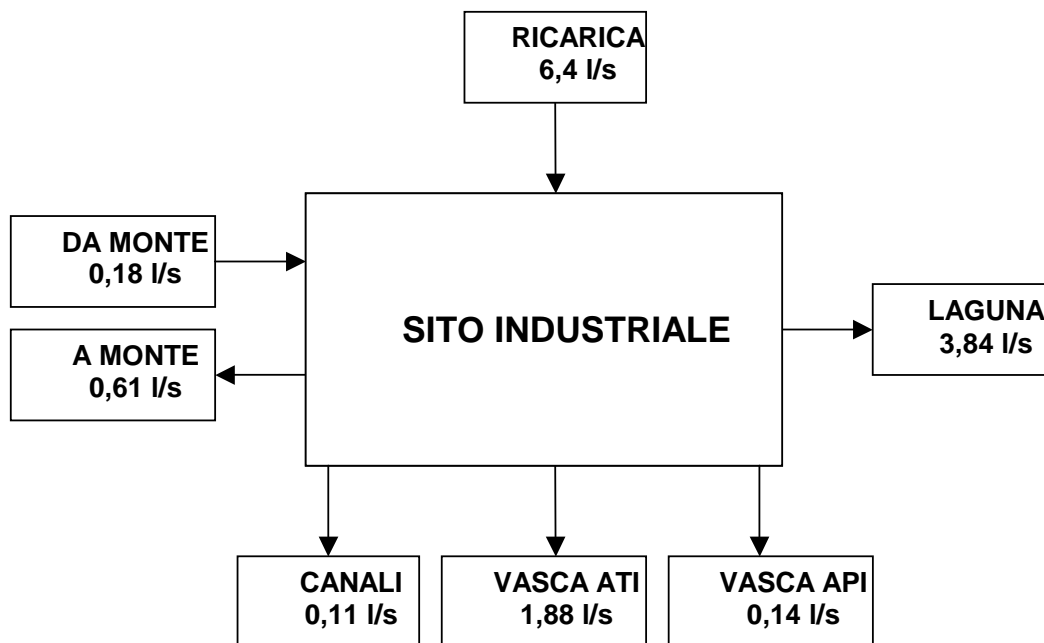 RICARICA
6,4 l/s
DA MONTE
0,18 l/s
A MONTE
0,61 l/s
SITO INDUSTRIALE
LAGUNA
3,84 l/s
CANALI
0,11 l/s
VASCA ATI
1,88 l/s
VASCA API
0,14 l/s